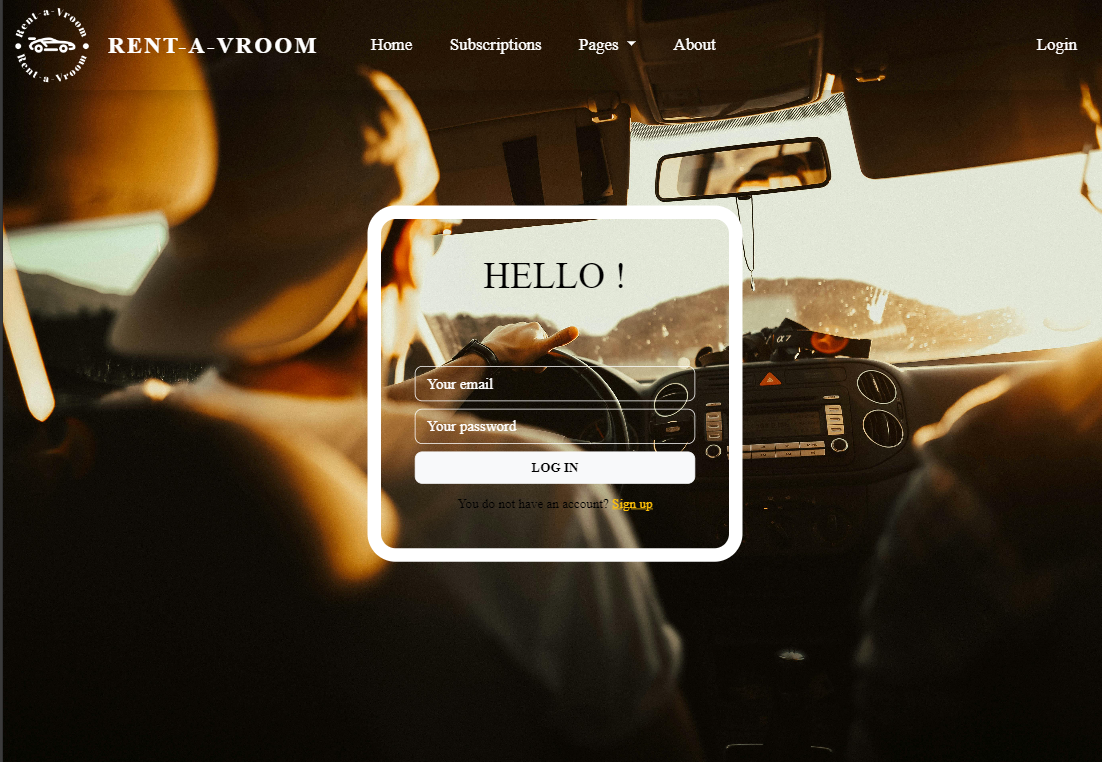 Rent-a-Vroom
Rent-a-Vroom
RENT-A-VROOM
Home
Subscriptions
Pages
About
Login
HELLO !
Your email
Your password
LOG IN
You do not have an account? Sign up
α7